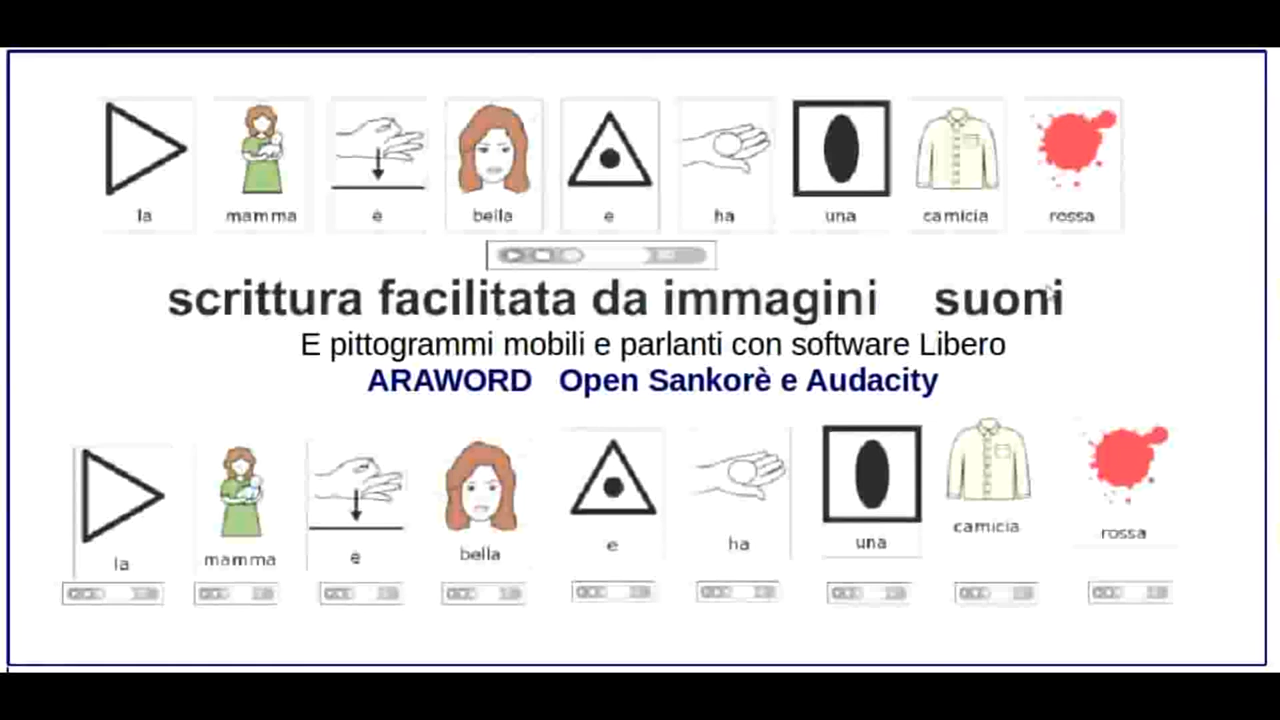 la mamma è bella e ha una camicia rossa
scrittura facilitata da immagini suoni
E pittogrammi mobili e parlanti con software Libero
ARAWORD Open Sankorè e Audacity
la mamma è bella e ha una camicia rossa